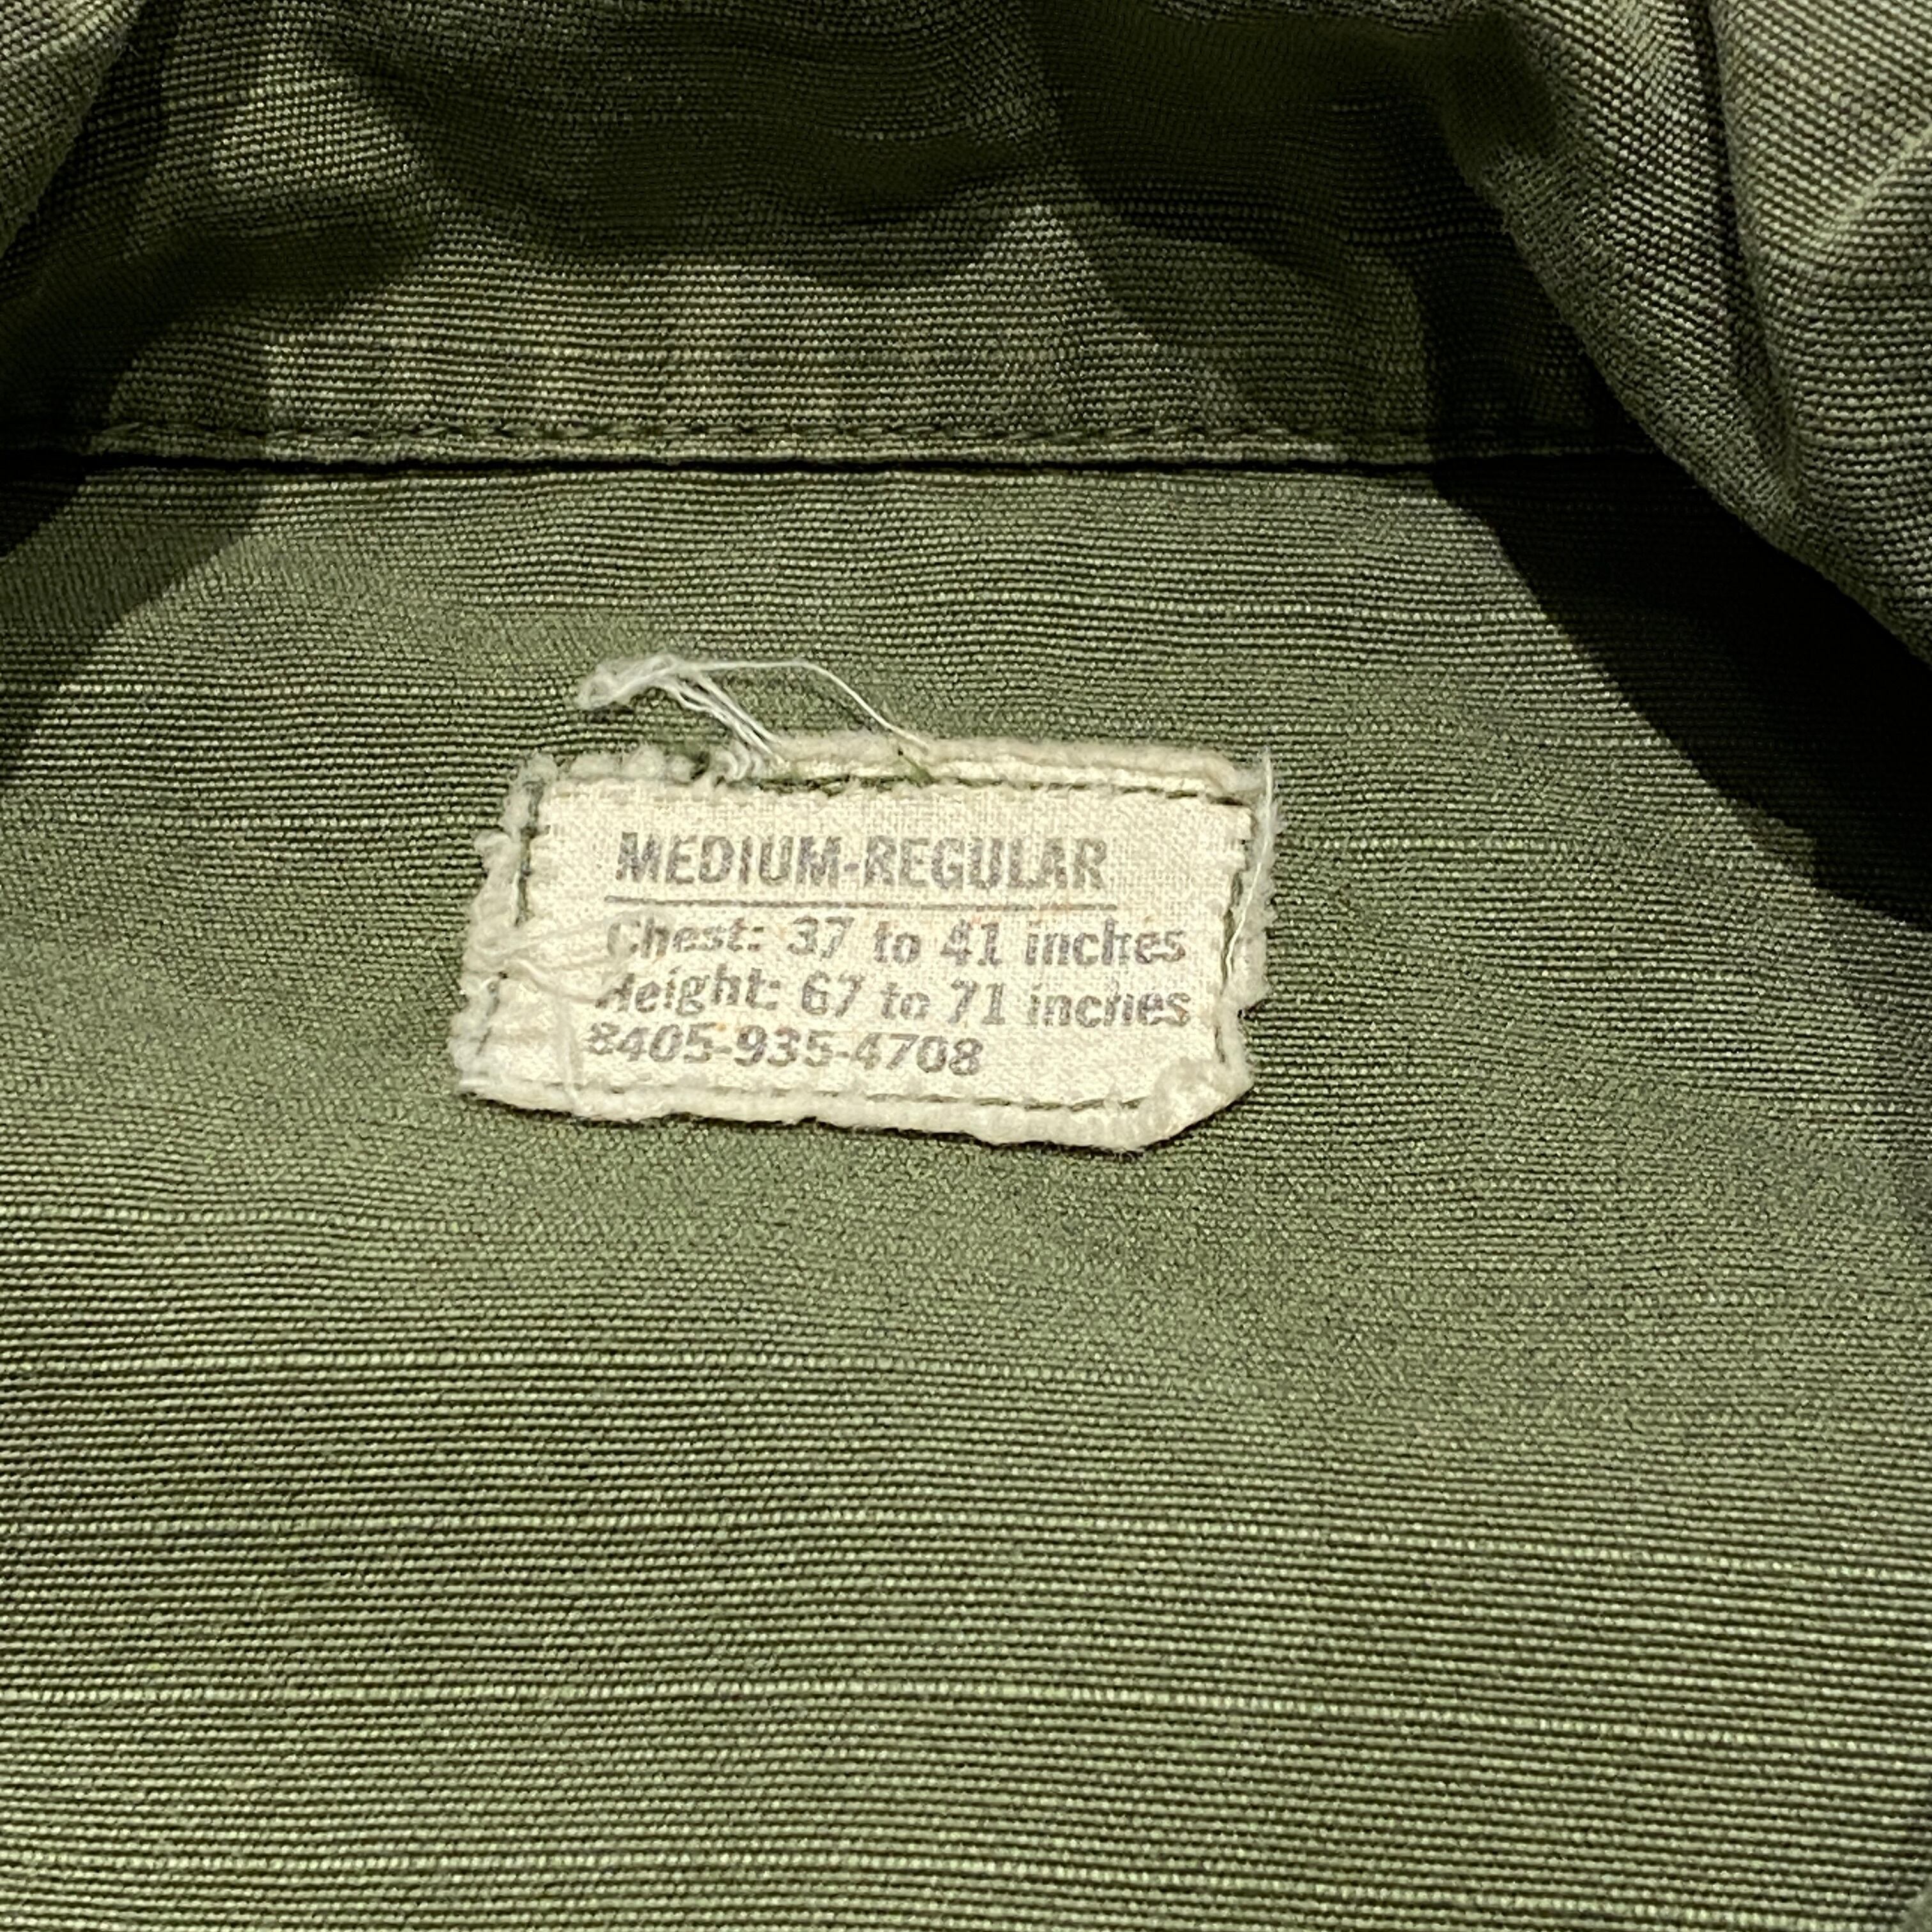 MEDIUM-REGULAR
Chest: 37 to 41 inches
Height: 67 to 71 inches
8405-935-4708